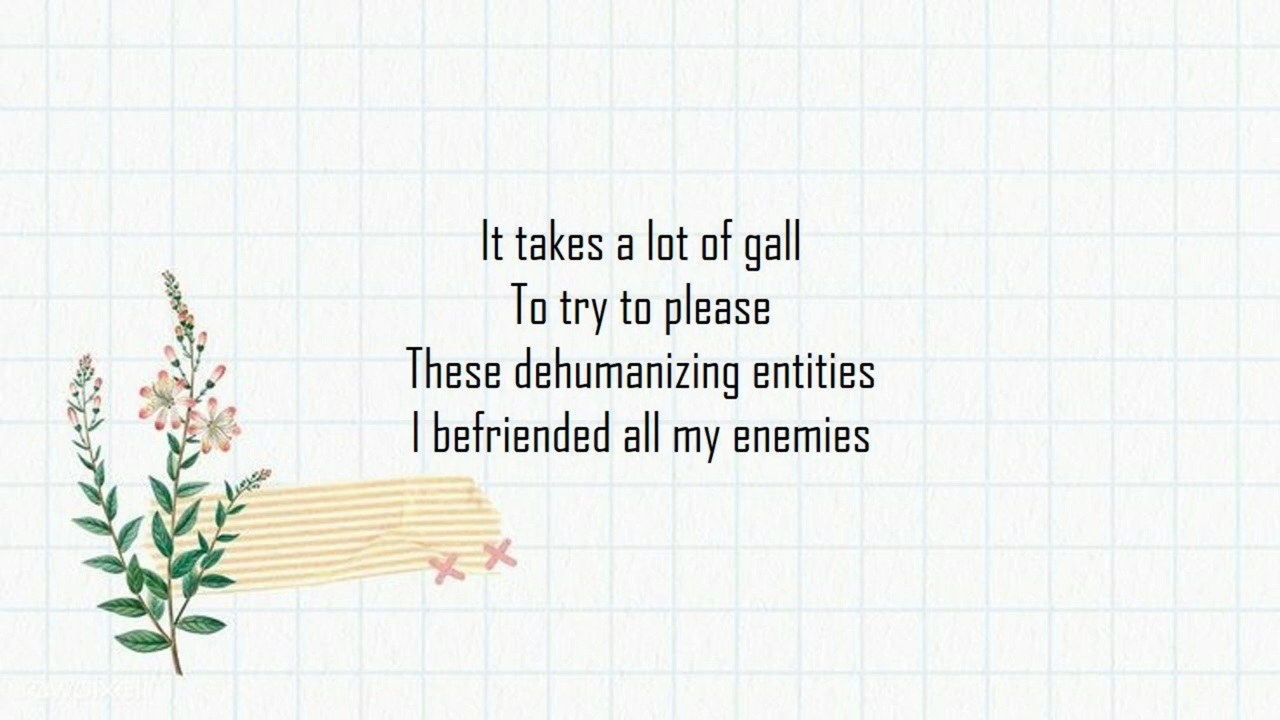 It takes a lot of gall
To try to please
These dehumanizing entities
I befriended all my enemies